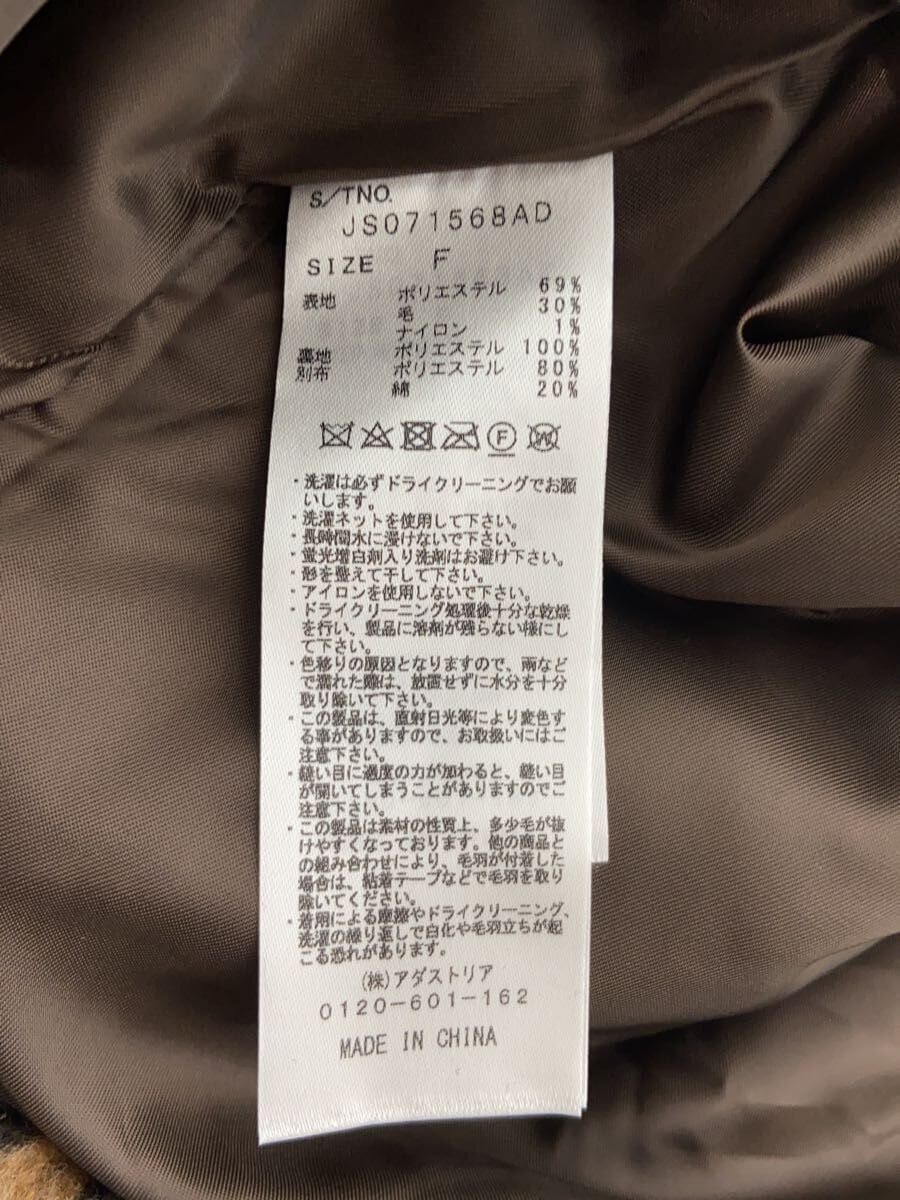 S/TNO.
JS071568AD
SIZE F
表地 ポリエステル 69%
毛 30%
ナイロン 1%
裏地 ポリエステル 100%
別布 ポリエステル 80%
綿 20%
F W
・洗濯は必ずドライクリーニングでお願
いします。
・洗濯ネットを使用して下さい。
・長時間水に浸けないで下さい。
・蛍光増白剤入り洗剤はお避け下さい。
・形を整えて干して下さい。
・アイロンを使用しないで下さい。
・ドライクリーニング処理後十分な乾燥
を行い、製品に溶剤が残らない様にし
て下さい。
・色移りの原因となりますので、雨など
で濡れた際は、放置せずに水分を十分
取り除いて下さい。
・この製品は、直射日光等により変色す
る事がありますので、お取扱いにはご
注意下さい。
・縫い目に過度の力が加わると、縫い目
が開いてしまうことがありますのでご
注意下さい。
・この製品は素材の性質上、多少毛が抜
けやすくなっております。他の商品と
の組み合わせにより、毛羽が付着した
場合は、粘着テープなどで毛羽を取り
除いてください。
・着用による摩擦やドライクリーニング、
洗濯の繰り返しで白化や毛羽立ちが起
こる恐れがあります。
(株)アダストリア
0120-601-162
MADE IN CHINA